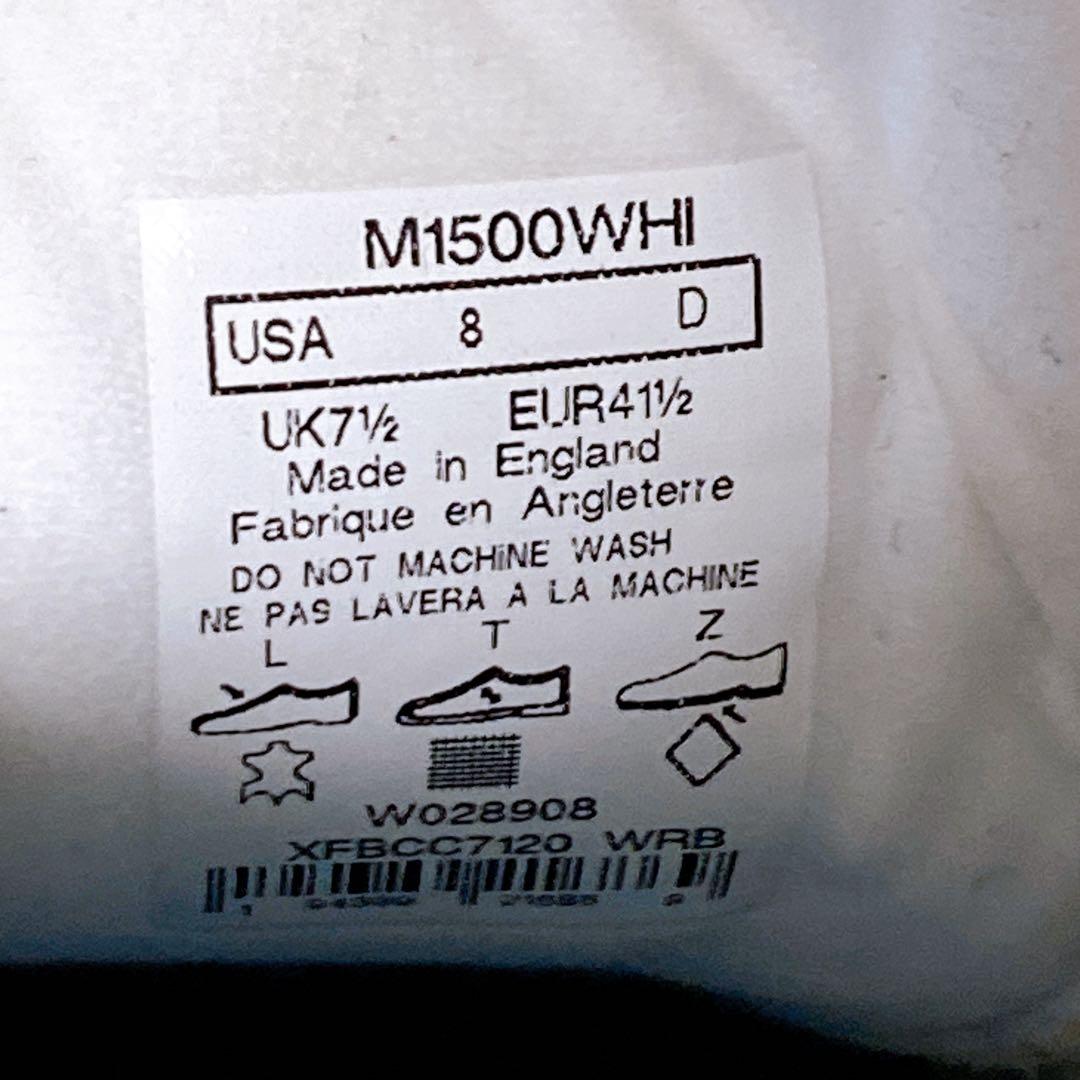 M1500WHI
USA 8 D
UK7½ EUR41½
Made in England
Fabrique en Angleterre
DO NOT MACHINE WASH
NE PAS LAVERA A LA MACHINE
L T Z
W028908
XFBCC7120 WRB